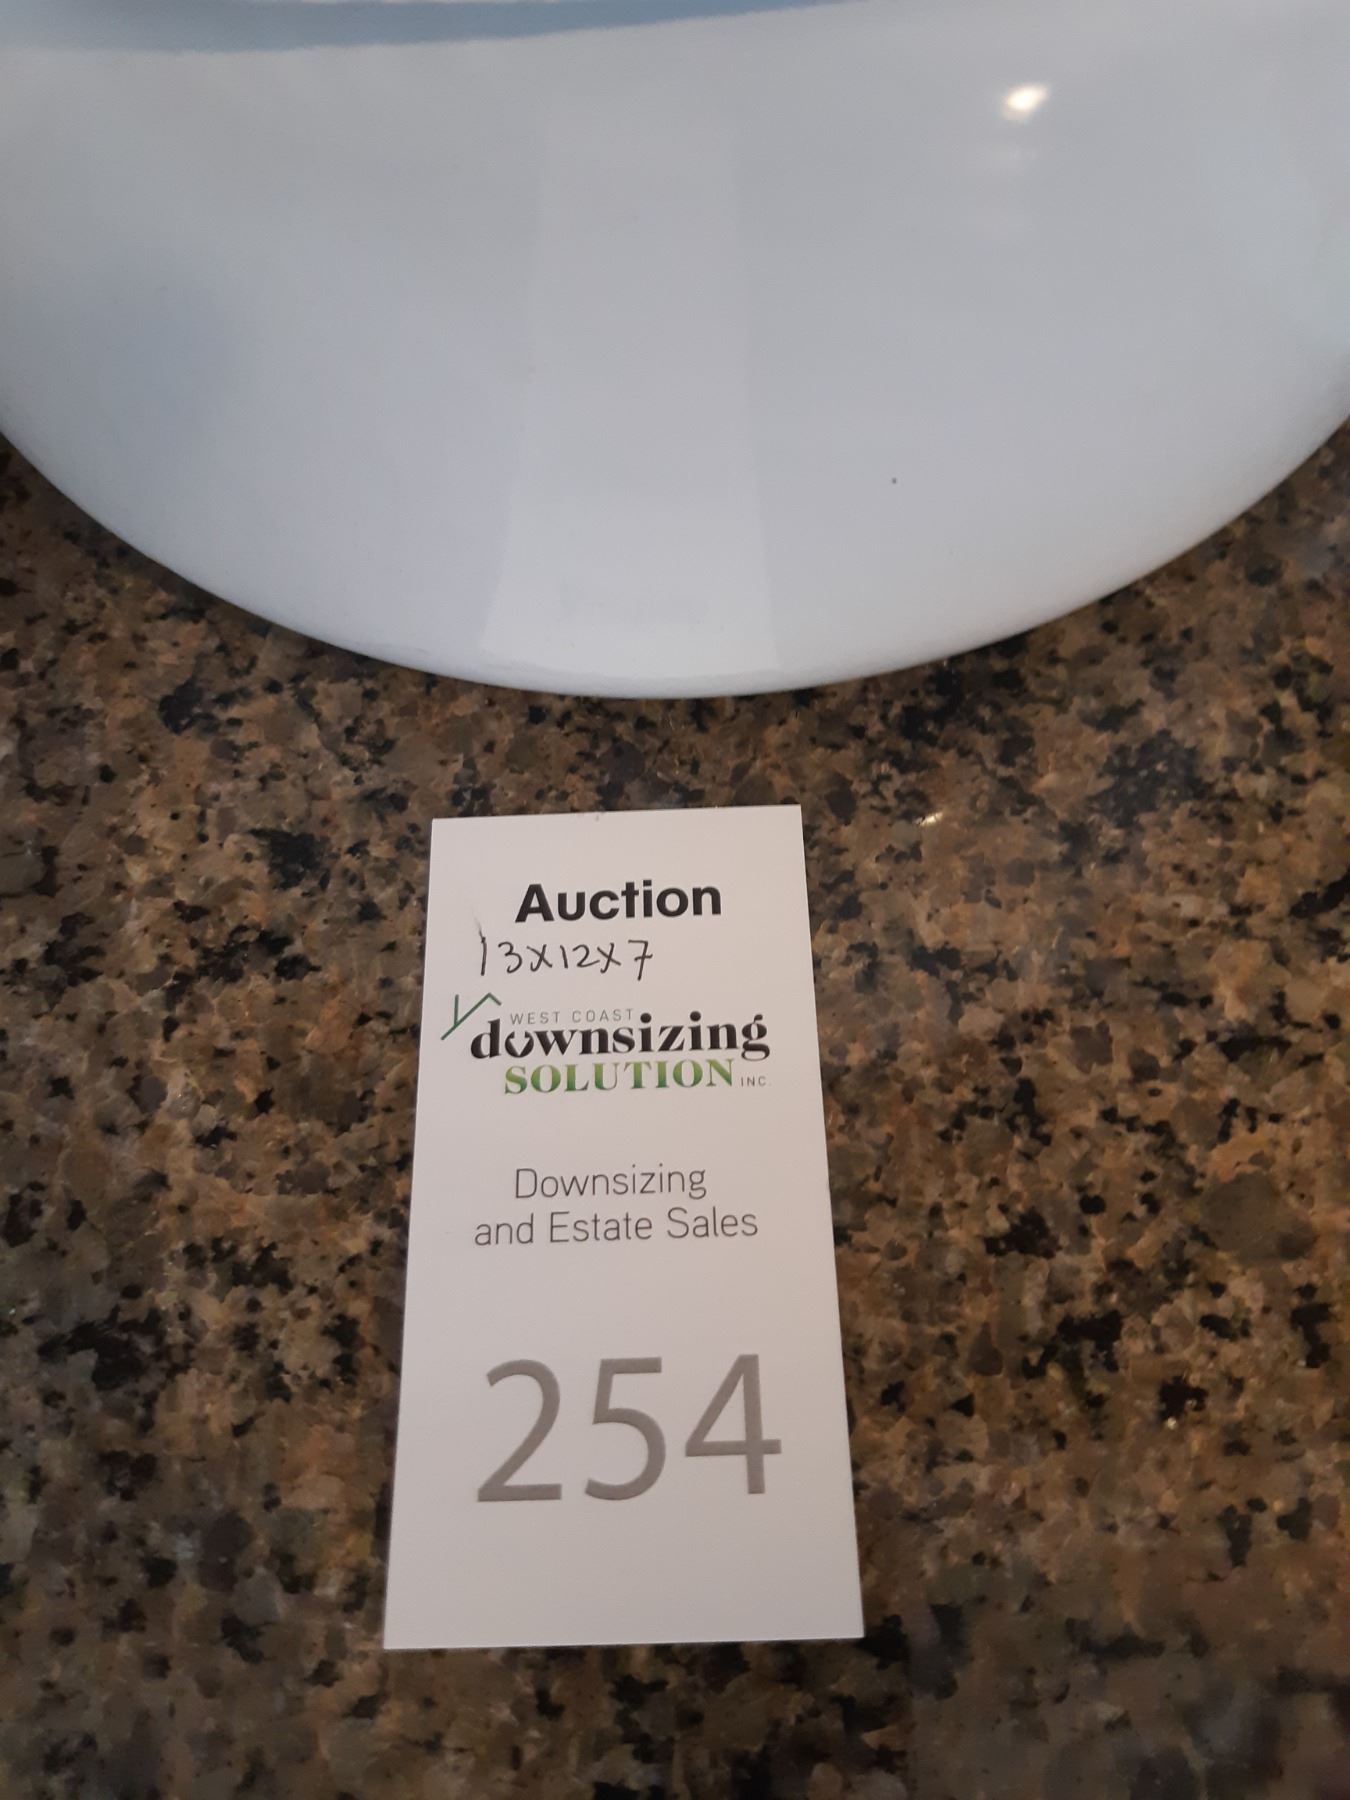 Auction
13x12x7
WEST COAST
downsizing
SOLUTION INC.
Downsizing
and Estate Sales
254